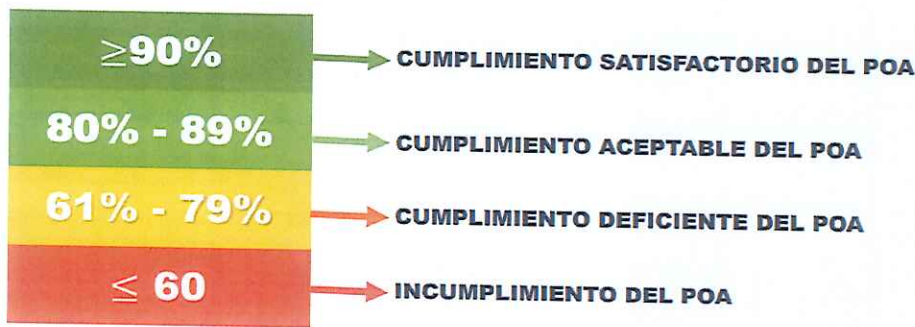 ≥90% CUMPLIMIENTO SATISFACTORIO DEL POA
80% - 89% CUMPLIMIENTO ACEPTABLE DEL POA
61% - 79% CUMPLIMIENTO DEFICIENTE DEL POA
≤ 60 INCUMPLIMIENTO DEL POA